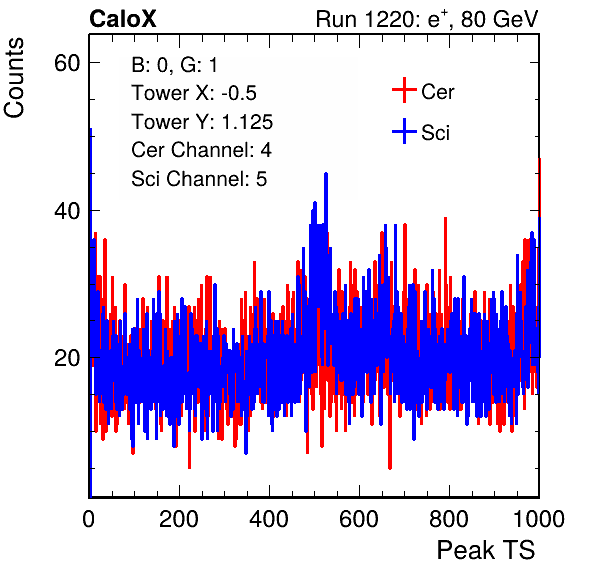 CaloX Run 1220: e+, 80 GeV
Counts
60
40
20
B: 0, G: 1
Tower X: -0.5
Tower Y: 1.125
Cer Channel: 4
Sci Channel: 5
Cer
Sci
0 200 400 600 800 1000
Peak TS